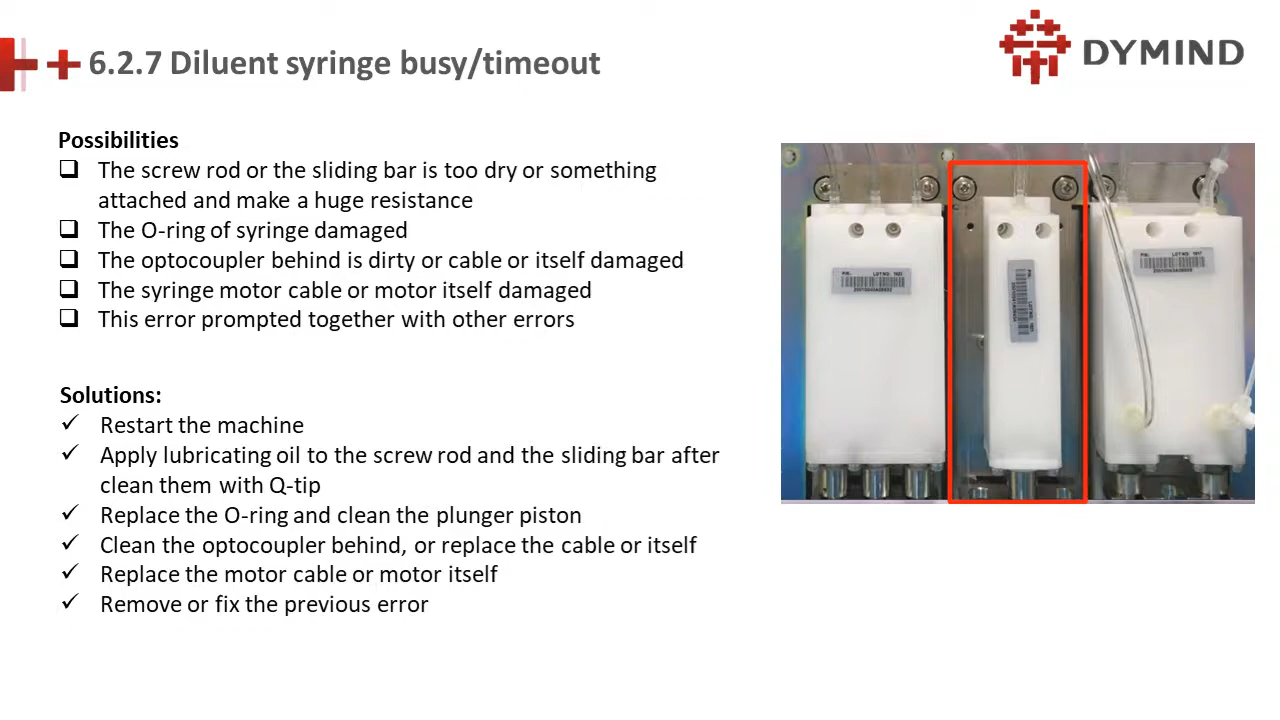 6.2.7 Diluent syringe busy/timeout
DYMIND
Possibilities
The screw rod or the sliding bar is too dry or something
attached and make a huge resistance
The O-ring of syringe damaged
The optocoupler behind is dirty or cable or itself damaged
The syringe motor cable or motor itself damaged
This error prompted together with other errors
Solutions:
Restart the machine
Apply lubricating oil to the screw rod and the sliding bar after
clean them with Q-tip
Replace the O-ring and clean the plunger piston
Clean the optocoupler behind, or replace the cable or itself
Replace the motor cable or motor itself
Remove or fix the previous error